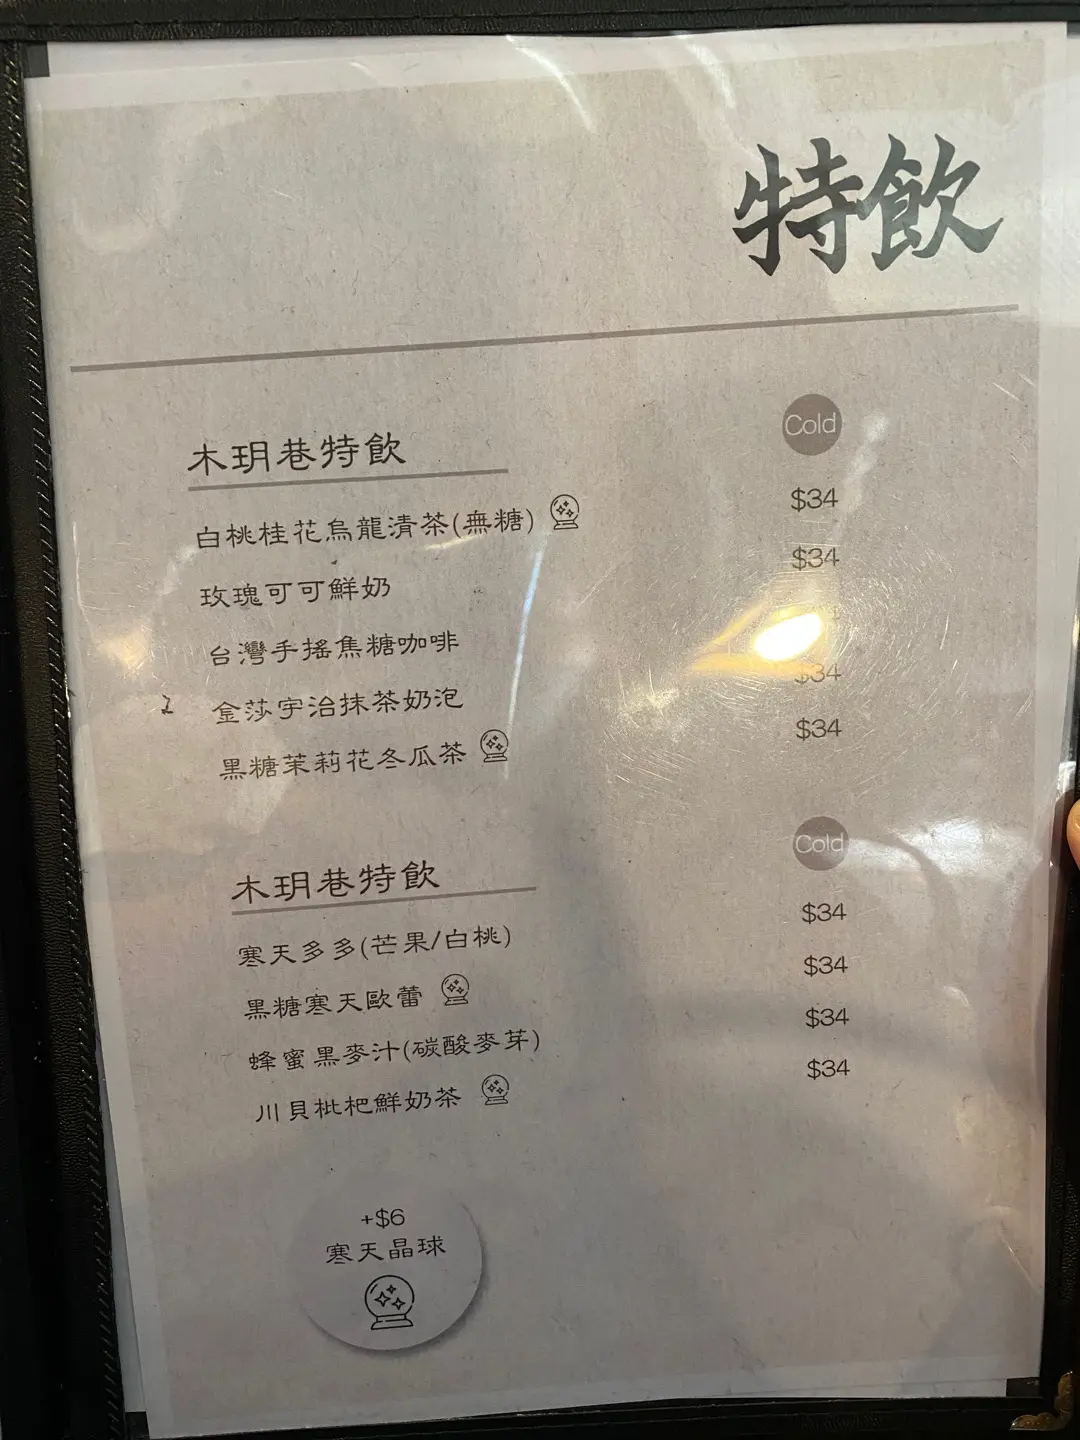 特飲
木玥巷特飲
Cold
白桃桂花烏龍清茶(無糖) $34
玫瑰可可鮮奶 $34
台灣手搖焦糖咖啡
金莎宇治抹茶奶泡 $34
黑糖茉莉花冬瓜茶 $34
木玥巷特飲
Cold
寒天多多(芒果/白桃) $34
黑糖寒天歐蕾 $34
蜂蜜黑麥汁(碳酸麥芽) $34
川貝枇杷鮮奶茶 $34
+$6
寒天晶球